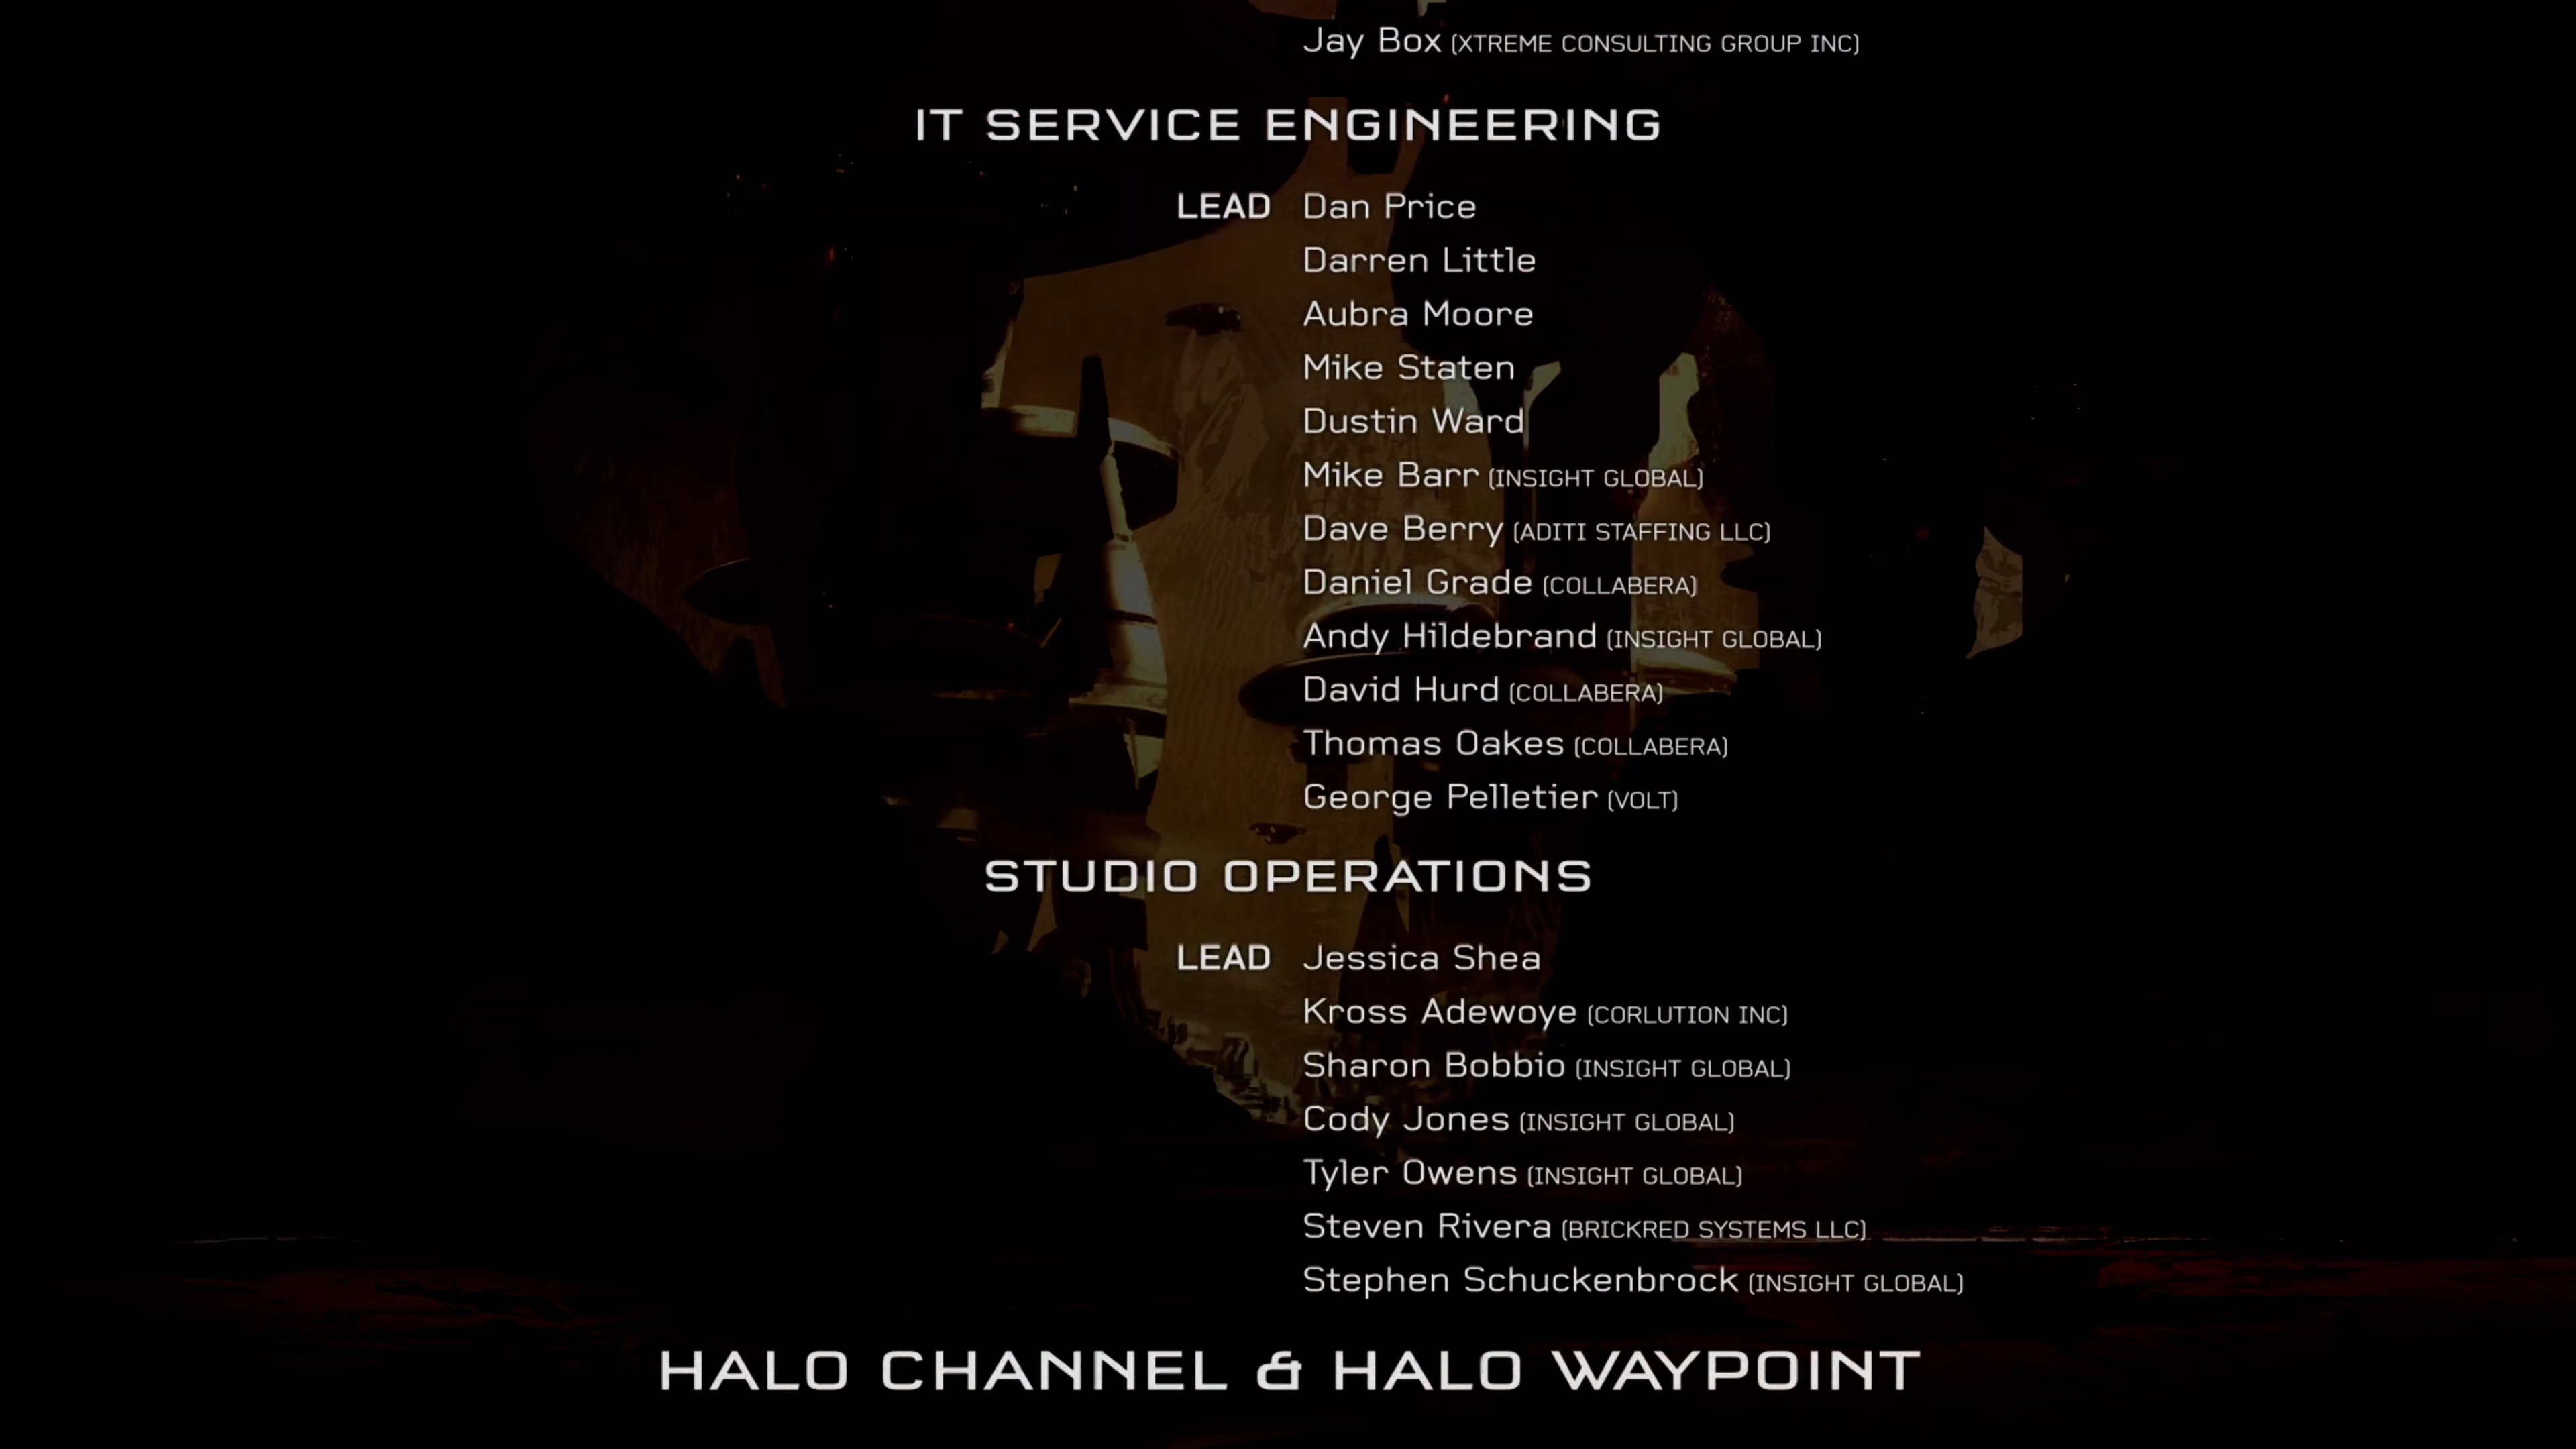 Jay Box (XTREME CONSULTING GROUP INC)
IT SERVICE ENGINEERING
LEAD Dan Price
Darren Little
Aubra Moore
Mike Staten
Dustin Ward
Mike Barr (INSIGHT GLOBAL)
Dave Berry (ADITI STAFFING LLC)
Daniel Grade (COLLABERA)
Andy Hildebrand (INSIGHT GLOBAL)
David Hurd (COLLABERA)
Thomas Oakes (COLLABERA)
George Pelletier (VOLT)
STUDIO OPERATIONS
LEAD Jessica Shea
Kross Adewoye (CORLUTION INC)
Sharon Bobbio (INSIGHT GLOBAL)
Cody Jones (INSIGHT GLOBAL)
Tyler Owens (INSIGHT GLOBAL)
Steven Rivera (BRICKRED SYSTEMS LLC)
Stephen Schuckenbrock (INSIGHT GLOBAL)
HALO CHANNEL & HALO WAYPOINT